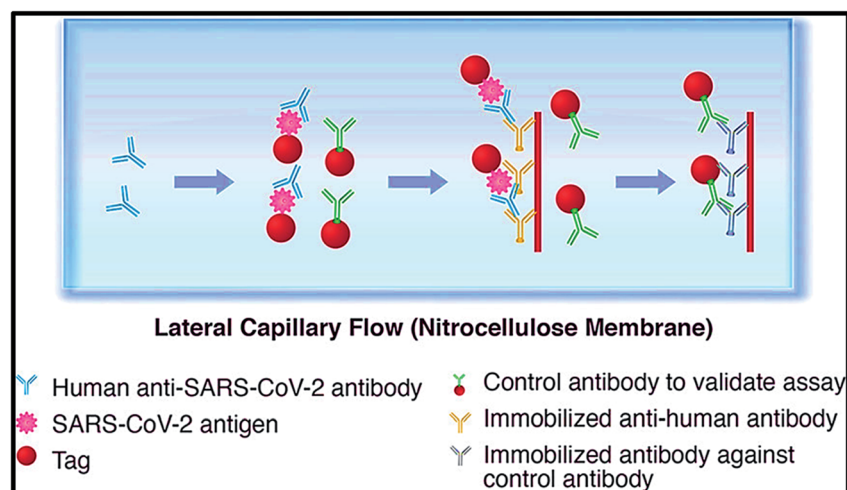 Lateral Capillary Flow (Nitrocellulose Membrane)
Human anti-SARS-CoV-2 antibody
SARS-CoV-2 antigen
Tag
Control antibody to validate assay
Immobilized anti-human antibody
Immobilized antibody against
control antibody